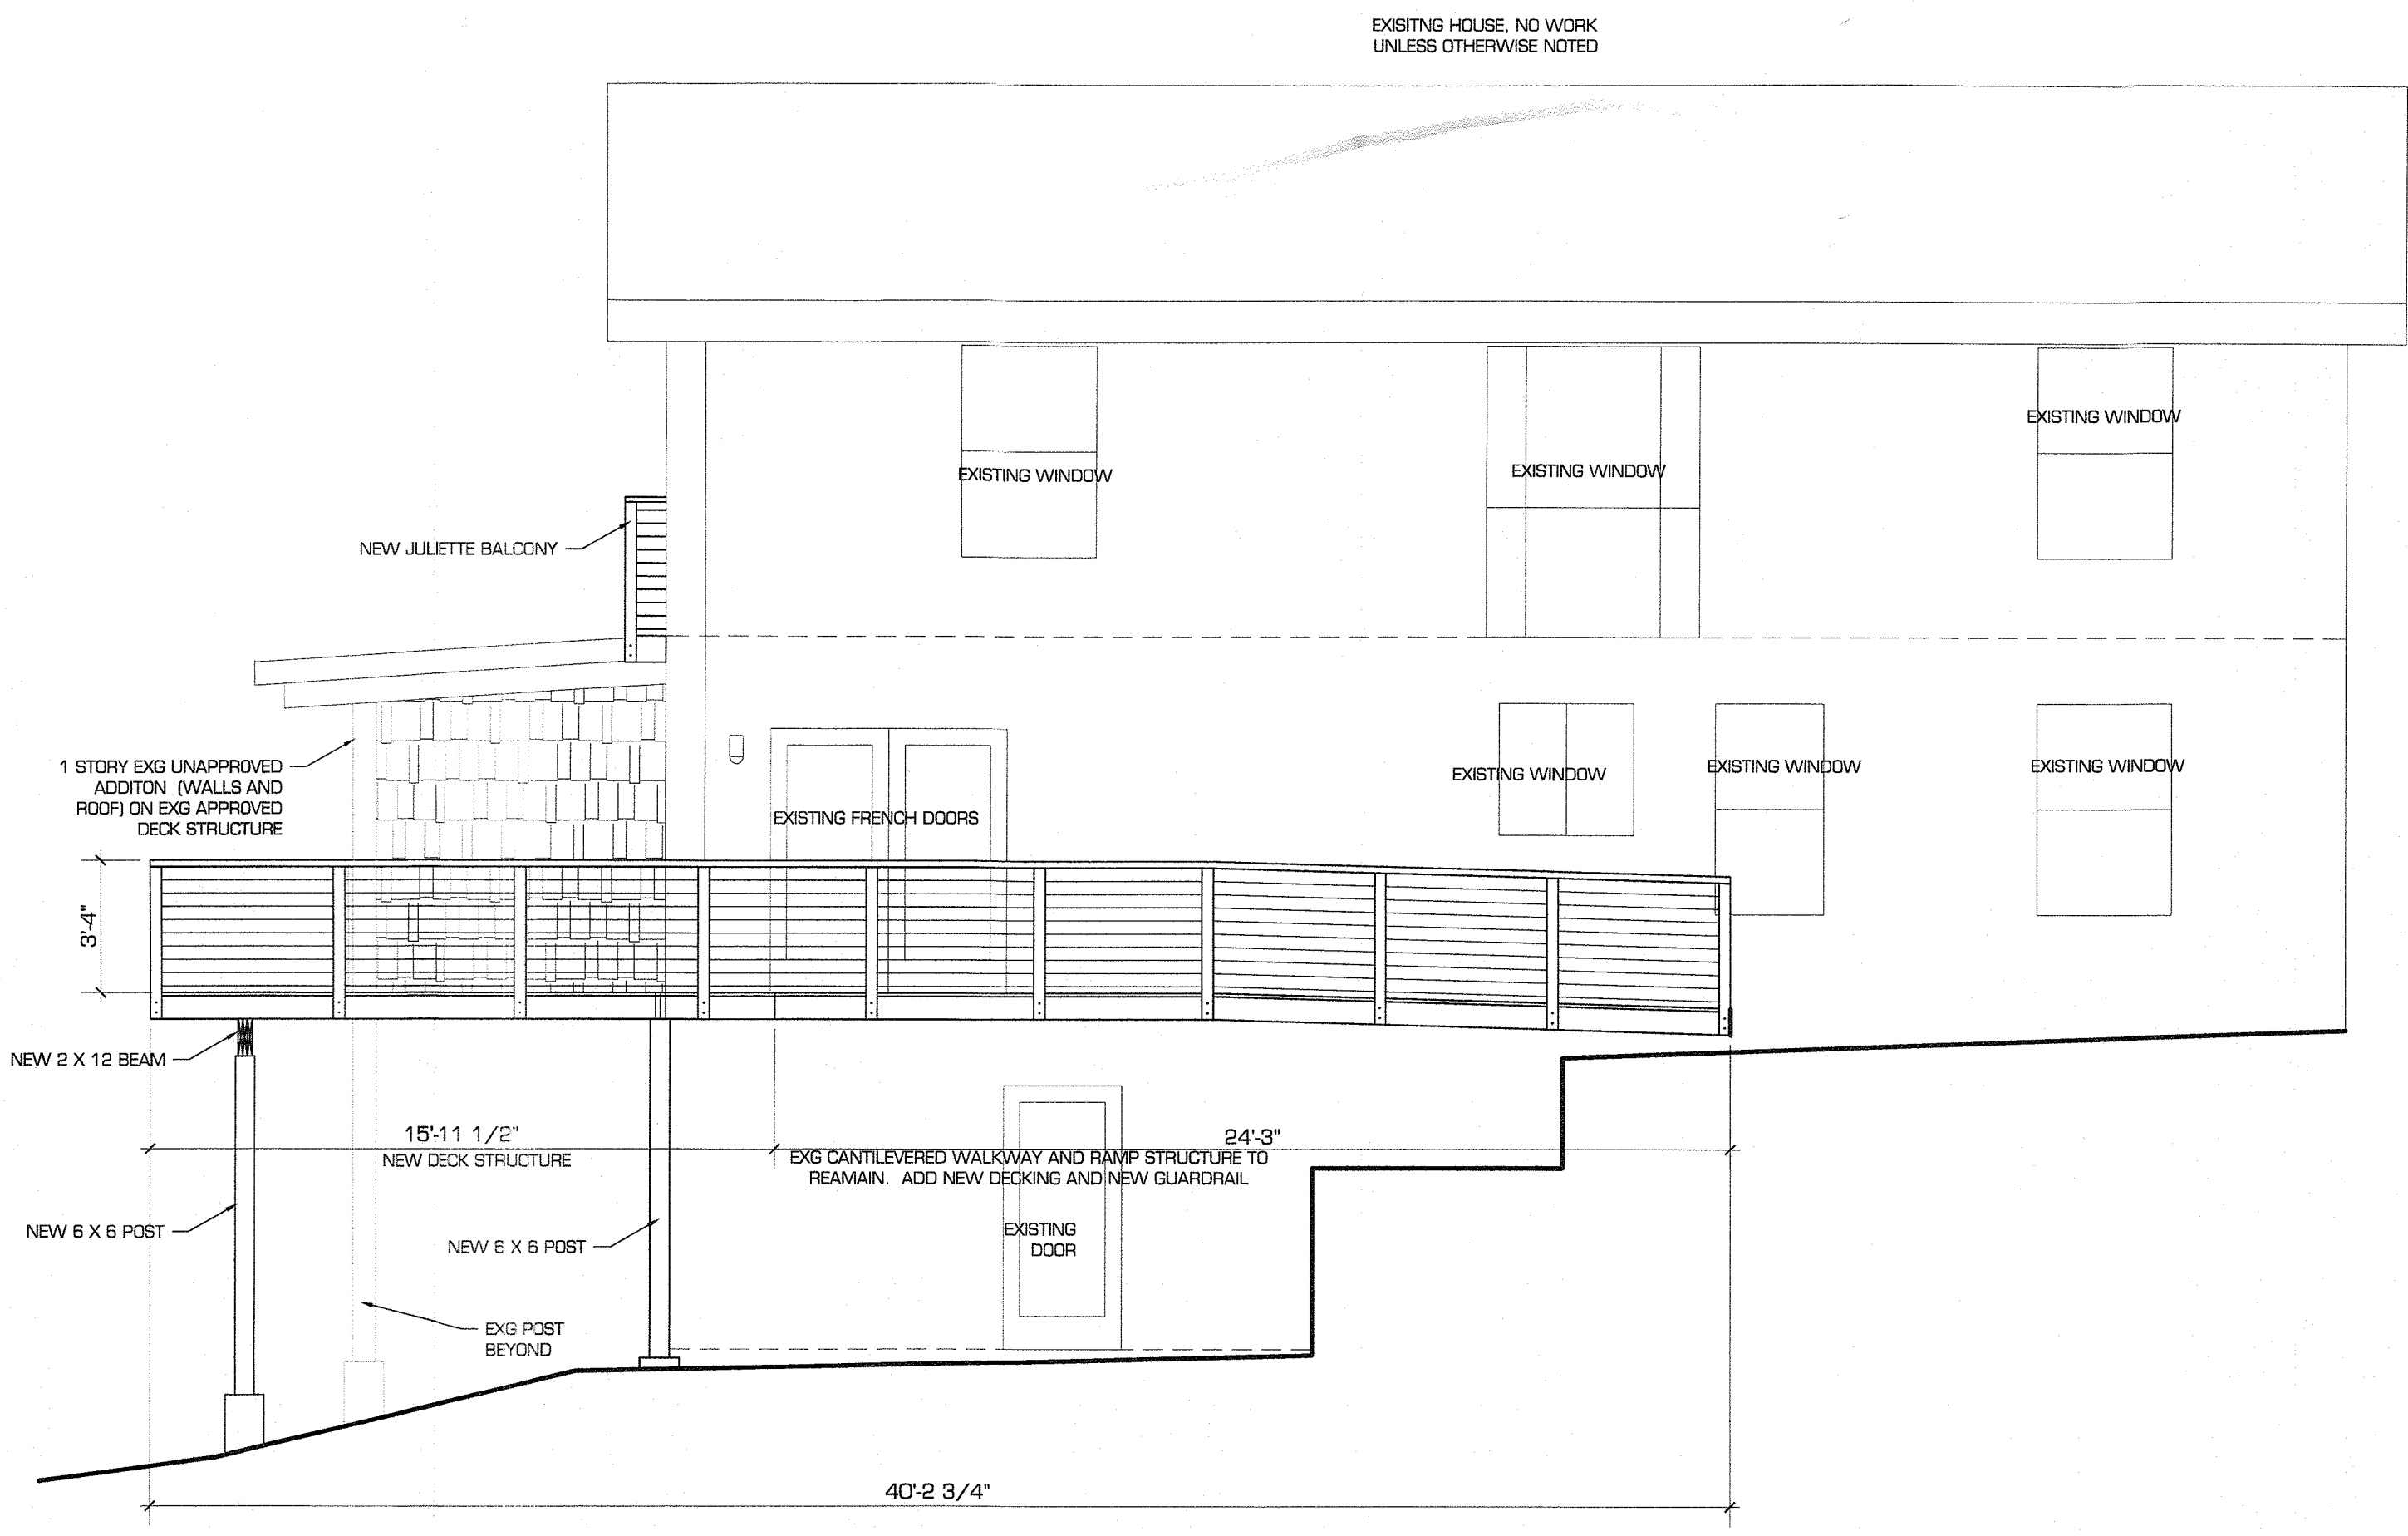 EXISITNG HOUSE, NO WORK
UNLESS OTHERWISE NOTED
EXISTING WINDOW
EXISTING WINDOW
EXISTING WINDOW
NEW JULIETTE BALCONY
1 STORY EXG UNAPPROVED
ADDITON (WALLS AND
ROOF) ON EXG APPROVED
DECK STRUCTURE
EXISTING FRENCH DOORS
EXISTING WINDOW
EXISTING WINDOW
EXISTING WINDOW
3'-4"
NEW 2 X 12 BEAM
15'-11 1/2"
NEW DECK STRUCTURE
24'-3"
EXG CANTILEVERED WALKWAY AND RAMP STRUCTURE TO
REAMAIN. ADD NEW DECKING AND NEW GUARDRAIL
NEW 6 X 6 POST
NEW 6 X 6 POST
EXISTING
DOOR
EXG POST
BEYOND
40'-2 3/4"